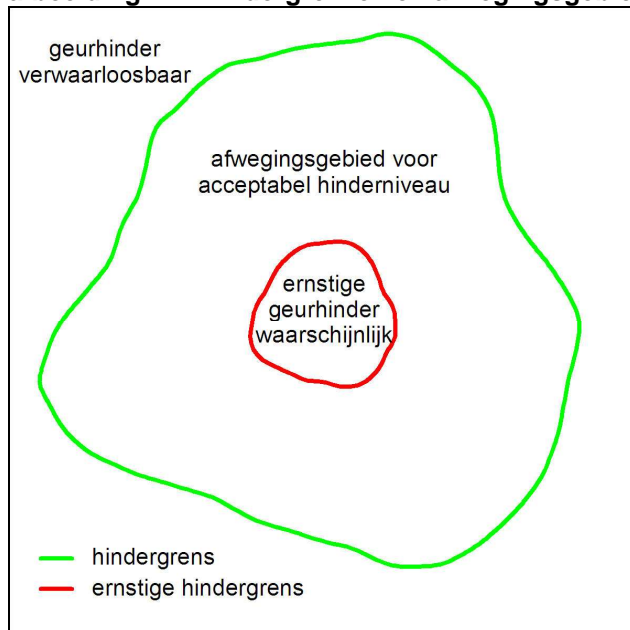 geurhinder
verwaarloosbaar
afwegingsgebied voor
acceptabel hinderniveau
ernstige
geurhinder
waarschijnlijk
hindergrens
ernstige hindergrens